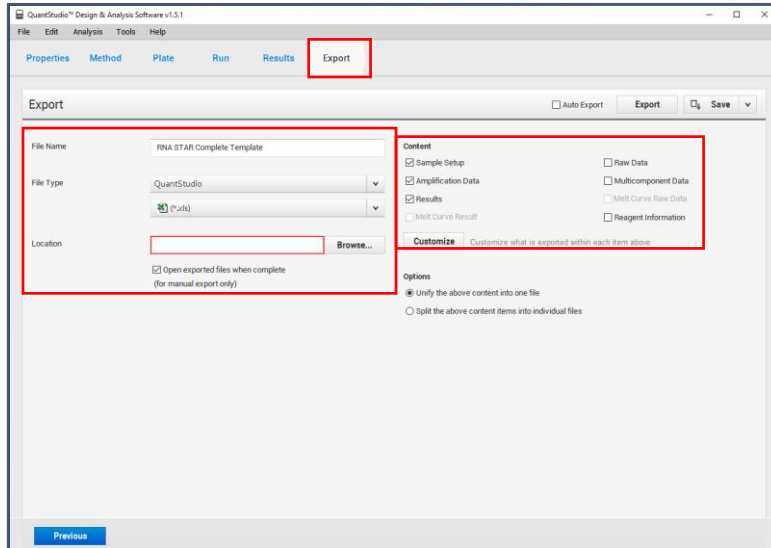 QuantStudio™ Design & Analysis Software v1.5.1
File Edit Analysis Tools Help
Properties Method Plate Run Results Export
Export
Auto Export Export Save
File Name RNA STAR Complete Template
File Type QuantStudio
(*.xls)
Location Browse...
Open exported files when complete
(for manual export only)
Content
Sample Setup Raw Data
Amplification Data Multicomponent Data
Results Melt Curve Raw Data
Melt Curve Result Reagent Information
Customize Customize what is exported within each item above.
Options
Unify the above content into one file
Split the above content items into individual files
Previous